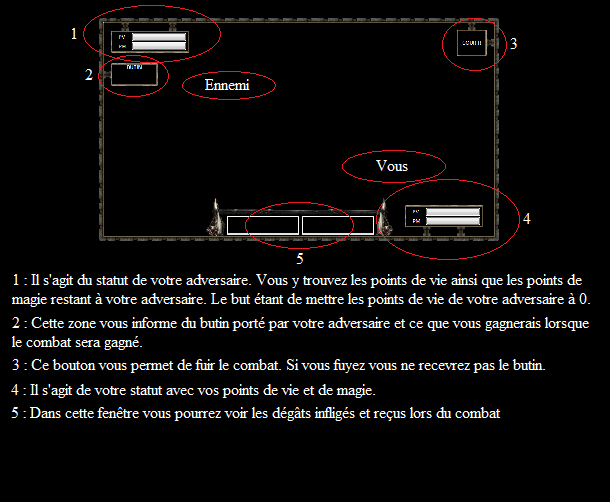 1
PV
PM
3
2
BUTIN
Ennemi
Vous
PV
PM
4
5
1 : Il s'agit du statut de votre adversaire. Vous y trouvez les points de vie ainsi que les points de
magie restant à votre adversaire. Le but étant de mettre les points de vie de votre adversaire à 0.
2 : Cette zone vous informe du butin porté par votre adversaire et ce que vous gagnerais lorsque
le combat sera gagné.
3 : Ce bouton vous permet de fuir le combat. Si vous fuyez vous ne recevrez pas le butin.
4 : Il s'agit de votre statut avec vos points de vie et de magie.
5 : Dans cette fenêtre vous pourrez voir les dégâts infligés et reçus lors du combat